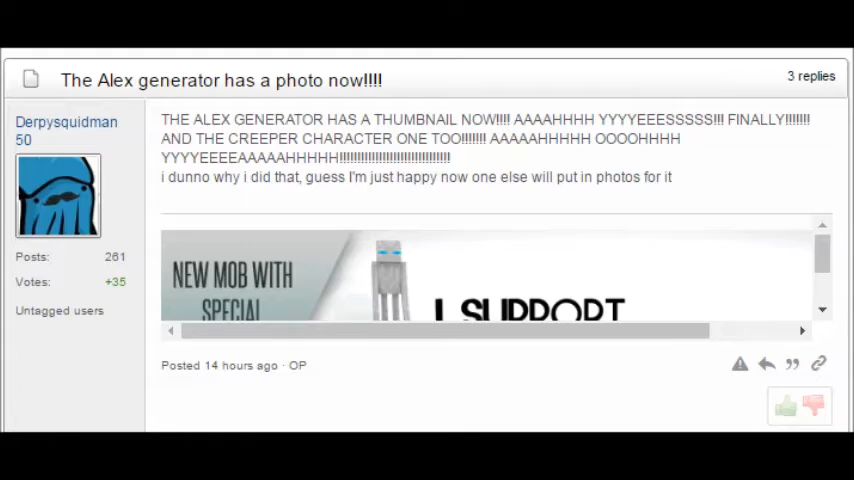 The Alex generator has a photo now!!!!
3 replies
Derpysquidman
50
Posts: 261
Votes: +35
Untagged users
THE ALEX GENERATOR HAS A THUMBNAIL NOW!!!! AAAAHHHH YYYYEEESSSSS!!! FINALLY!!!!!!!
AND THE CREEPER CHARACTER ONE TOO!!!!!!! AAAAAHHHHH OOOOHHHH
YYYYEEEEAAAAAHHHHH!!!!!!!!!!!!!!!!!!!!!!!!!!!!!!!
i dunno why i did that, guess I'm just happy now one else will put in photos for it
NEW MOB WITH
SPECIAL
I SUPPORT
Posted 14 hours ago · OP